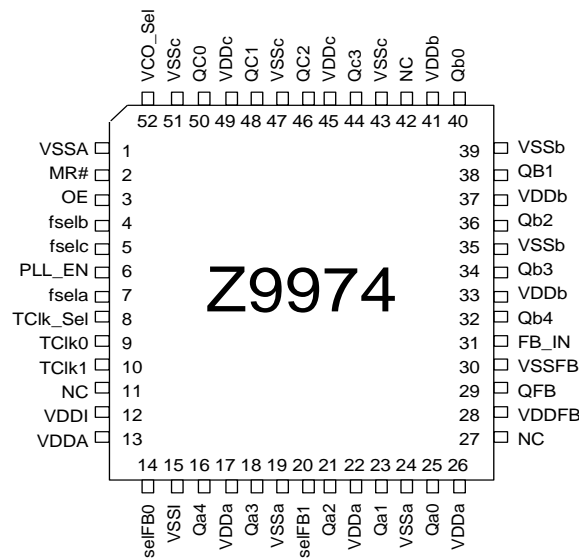 VCO_Sel VSSc QC0 VDDc QC1 VSSc QC2 VDDc Qc3 VSSc NC VDDb Qb0
52 51 50 49 48 47 46 45 44 43 42 41 40
VSSA 1 39 VSSb
MR# 2 38 QB1
OE 3 37 VDDb
fselb 4 36 Qb2
fselc 5 35 VSSb
PLL_EN 6 34 Qb3
fsela 7 33 VDDb
TClk_Sel 8 32 Qb4
TClk0 9 31 FB_IN
TClk1 10 30 VSSFB
NC 11 29 QFB
VDDI 12 28 VDDFB
VDDA 13 27 NC
Z9974
14 15 16 17 18 19 20 21 22 23 24 25 26
selFB0 VSSI Qa4 VDDa Qa3 VSSa selFB1 Qa2 VDDa Qa1 VSSa Qa0 VDDa